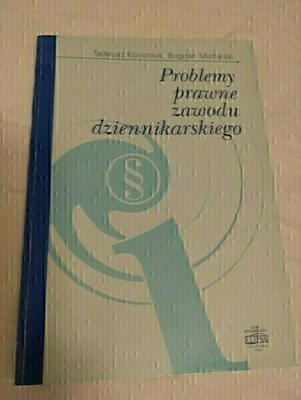 Tadeusz Kononiuk, Bogdan Michalski
Problemy
prawne
zawodu
dziennikarskiego
§